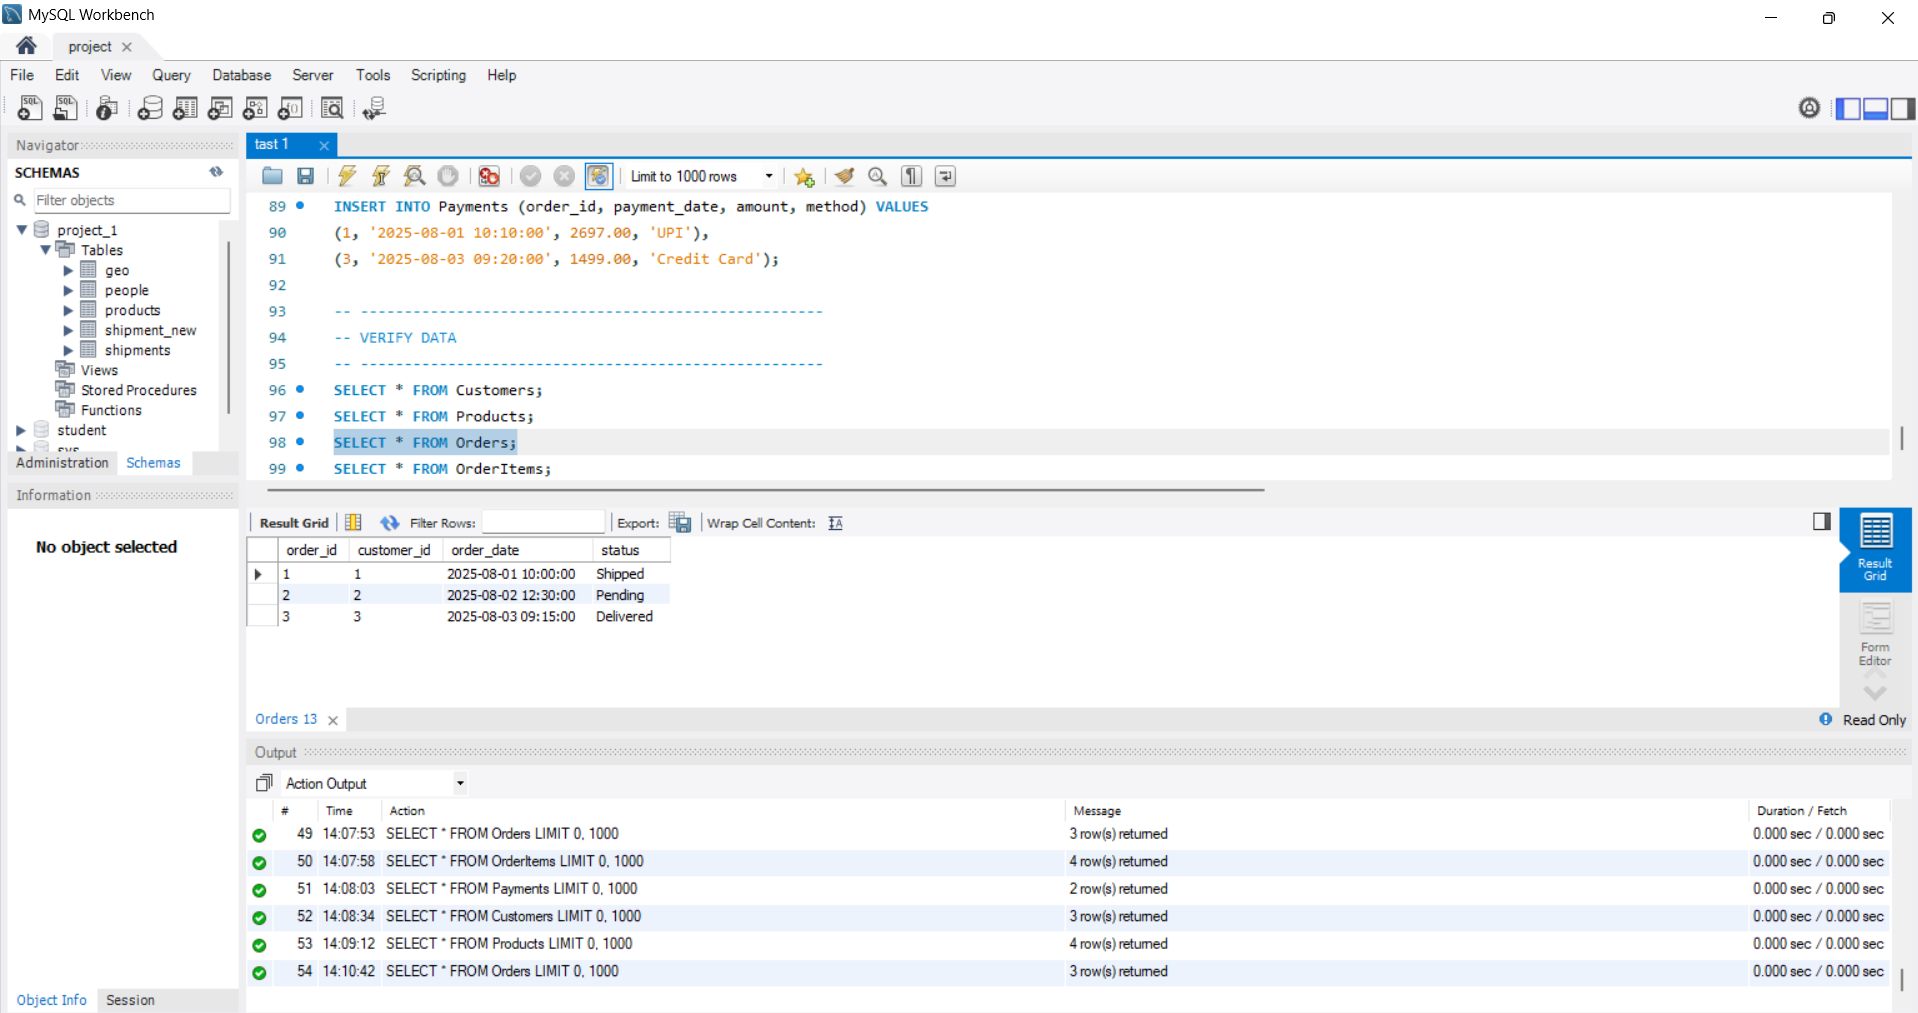 MySQL Workbench
project
File Edit View Query Database Server Tools Scripting Help
Navigator
SCHEMAS
Filter objects
project_1
Tables
geo
people
products
shipment_new
shipments
Views
Stored Procedures
Functions
student
sys
Administration Schemas
Information
No object selected
Object Info Session
tast 1
Limit to 1000 rows
89 INSERT INTO Payments (order_id, payment_date, amount, method) VALUES
90 (1, '2025-08-01 10:10:00', 2697.00, 'UPI'),
91 (3, '2025-08-03 09:20:00', 1499.00, 'Credit Card');
92
93 -- -----------------------------------------------------
94 -- VERIFY DATA
95 -- -----------------------------------------------------
96 SELECT * FROM Customers;
97 SELECT * FROM Products;
98 SELECT * FROM Orders;
99 SELECT * FROM OrderItems;
Result Grid Filter Rows: Export: Wrap Cell Content:
order_id customer_id order_date status
1 1 2025-08-01 10:00:00 Shipped
2 2 2025-08-02 12:30:00 Pending
3 3 2025-08-03 09:15:00 Delivered
Result
Grid
Form
Editor
Orders 13
Read Only
Output
Action Output
# Time Action Message Duration / Fetch
49 14:07:53 SELECT * FROM Orders LIMIT 0, 1000 3 row(s) returned 0.000 sec / 0.000 sec
50 14:07:58 SELECT * FROM OrderItems LIMIT 0, 1000 4 row(s) returned 0.000 sec / 0.000 sec
51 14:08:03 SELECT * FROM Payments LIMIT 0, 1000 2 row(s) returned 0.000 sec / 0.000 sec
52 14:08:34 SELECT * FROM Customers LIMIT 0, 1000 3 row(s) returned 0.000 sec / 0.000 sec
53 14:09:12 SELECT * FROM Products LIMIT 0, 1000 4 row(s) returned 0.000 sec / 0.000 sec
54 14:10:42 SELECT * FROM Orders LIMIT 0, 1000 3 row(s) returned 0.000 sec / 0.000 sec